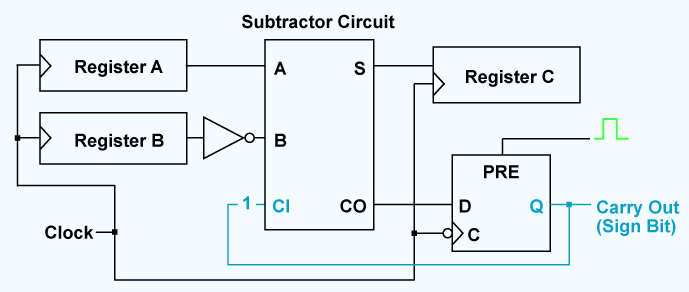 Subtractor Circuit
Register A
A
S
Register C
Register B
B
PRE
1
CI
CO
D
Q
Carry Out
(Sign Bit)
Clock
C